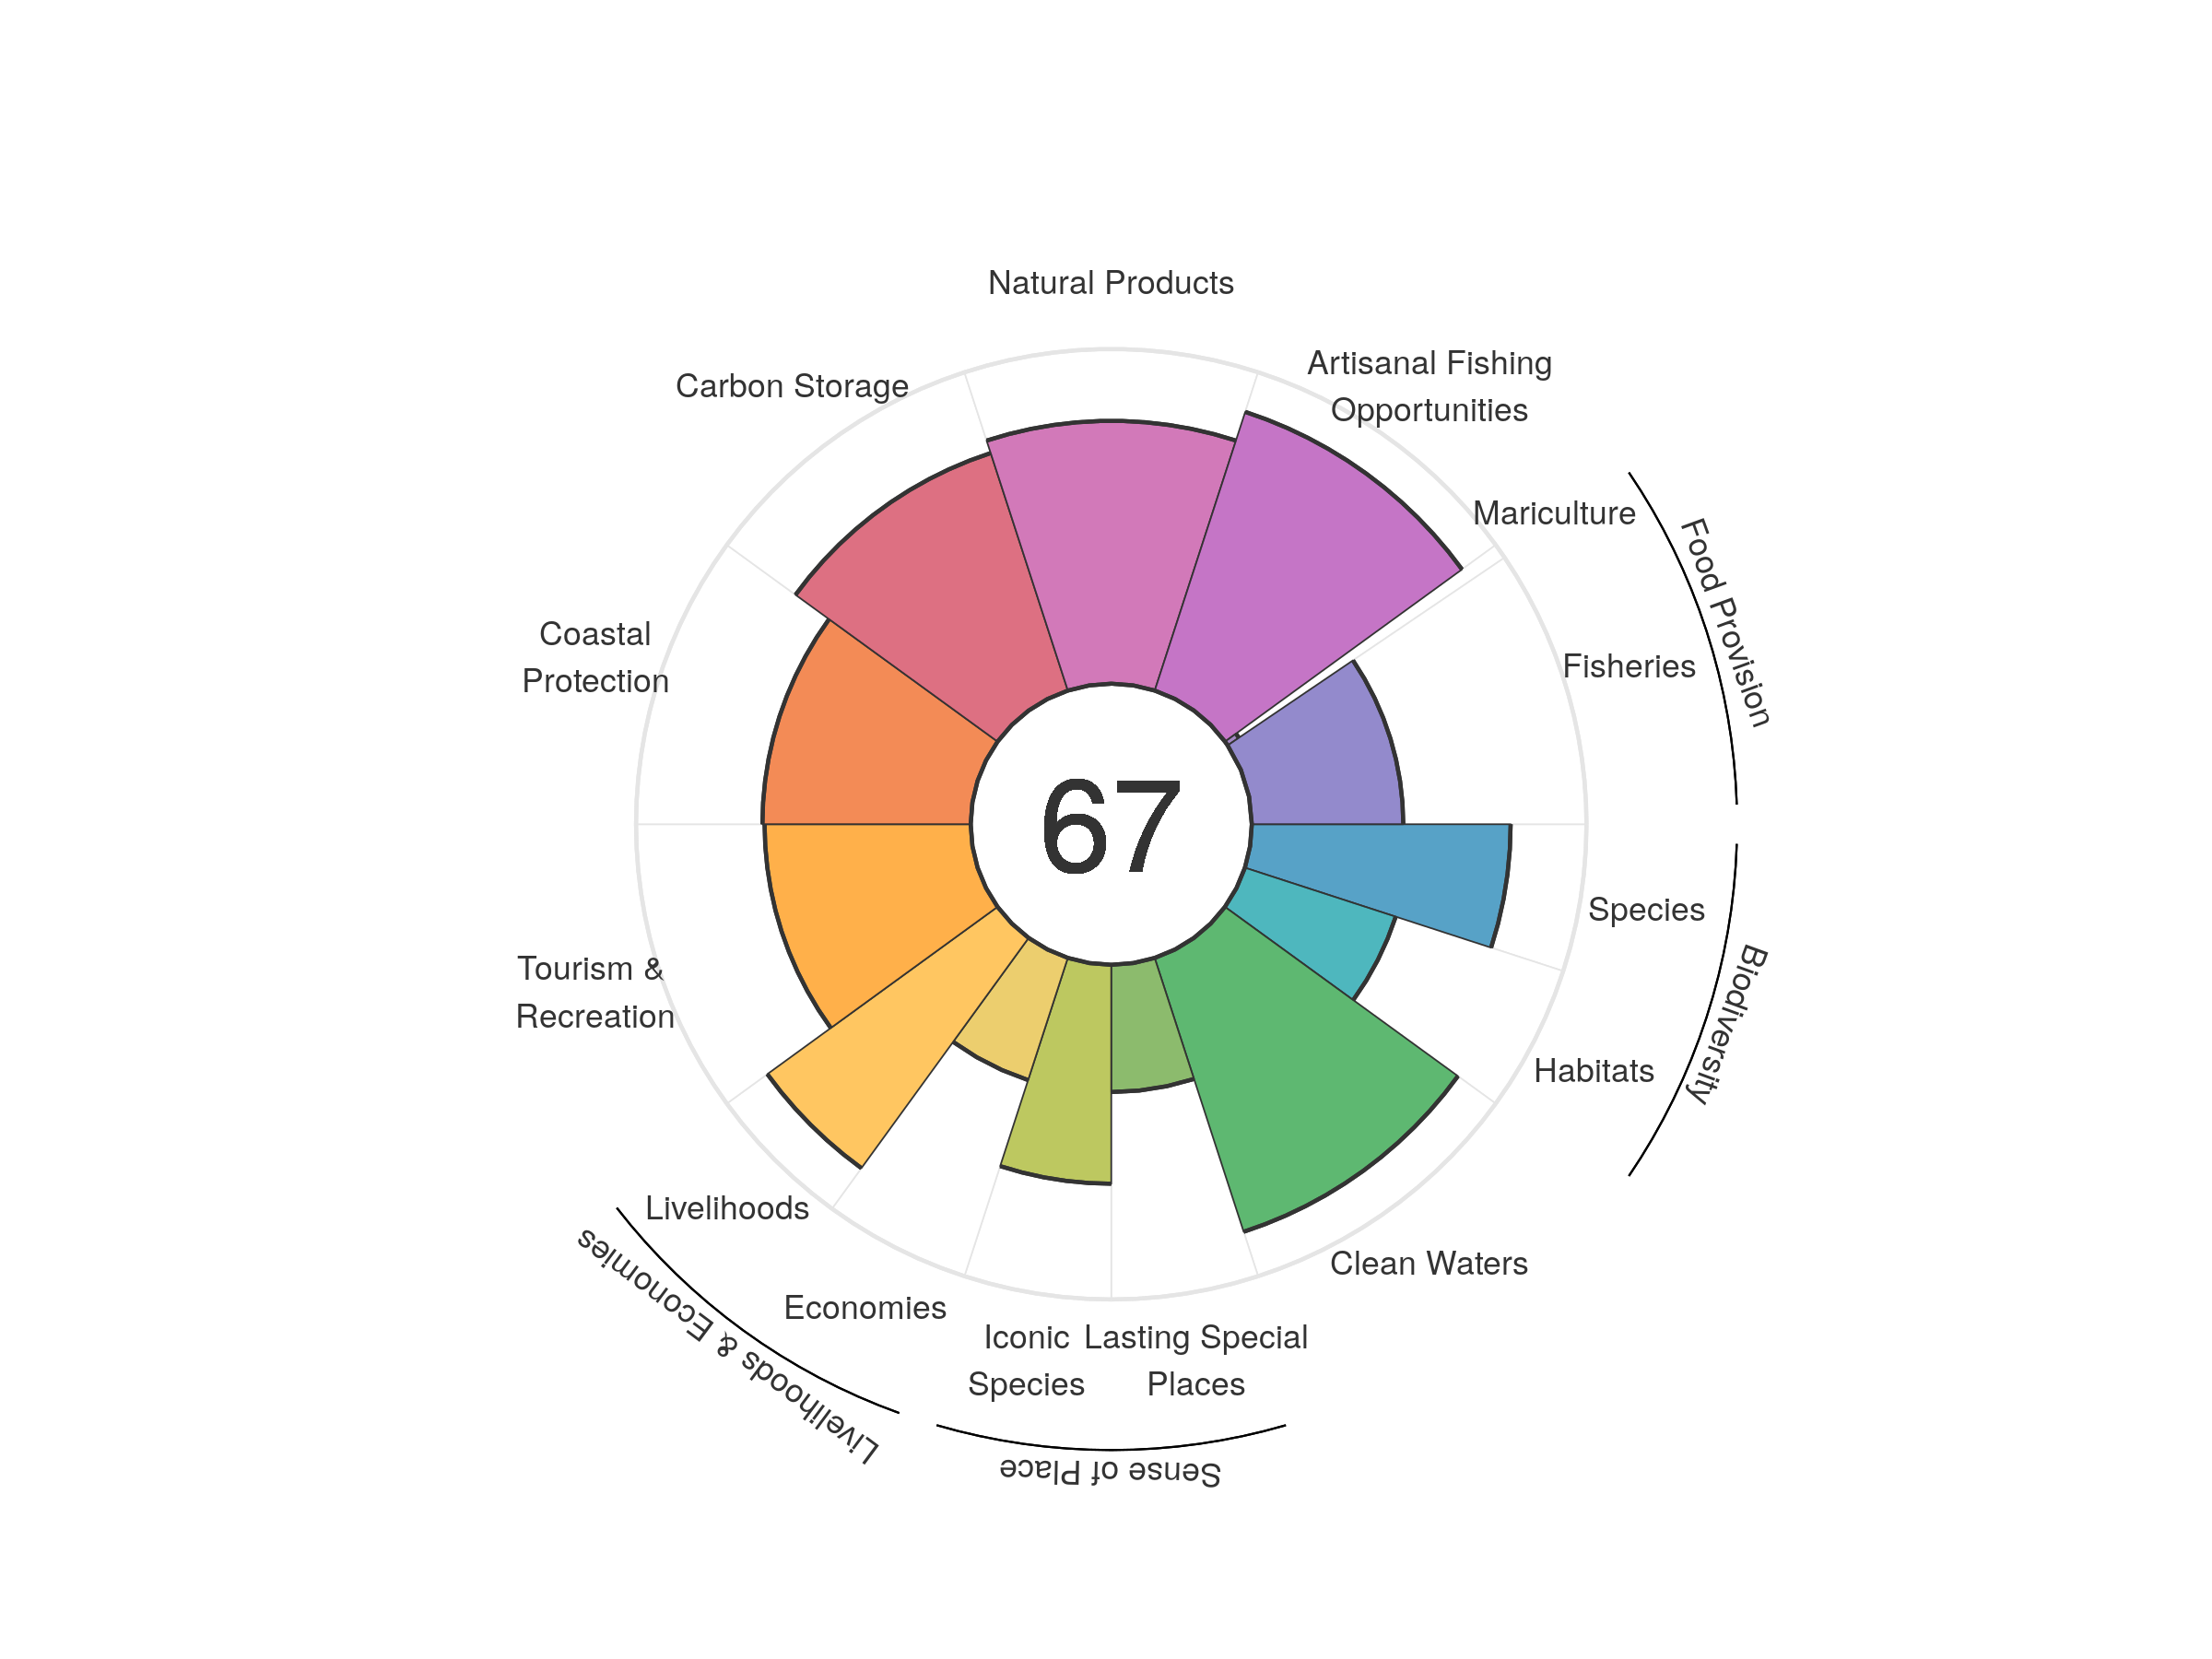 Natural Products
Artisanal Fishing
Opportunities
Carbon Storage
Mariculture
Food Provision
Coastal
Protection
Fisheries
67
Species
Biodiversity
Tourism &
Recreation
Habitats
Livelihoods
Livelihoods & Economies
Clean Waters
Economies
Iconic
Species
Lasting Special
Places
Sense of Place